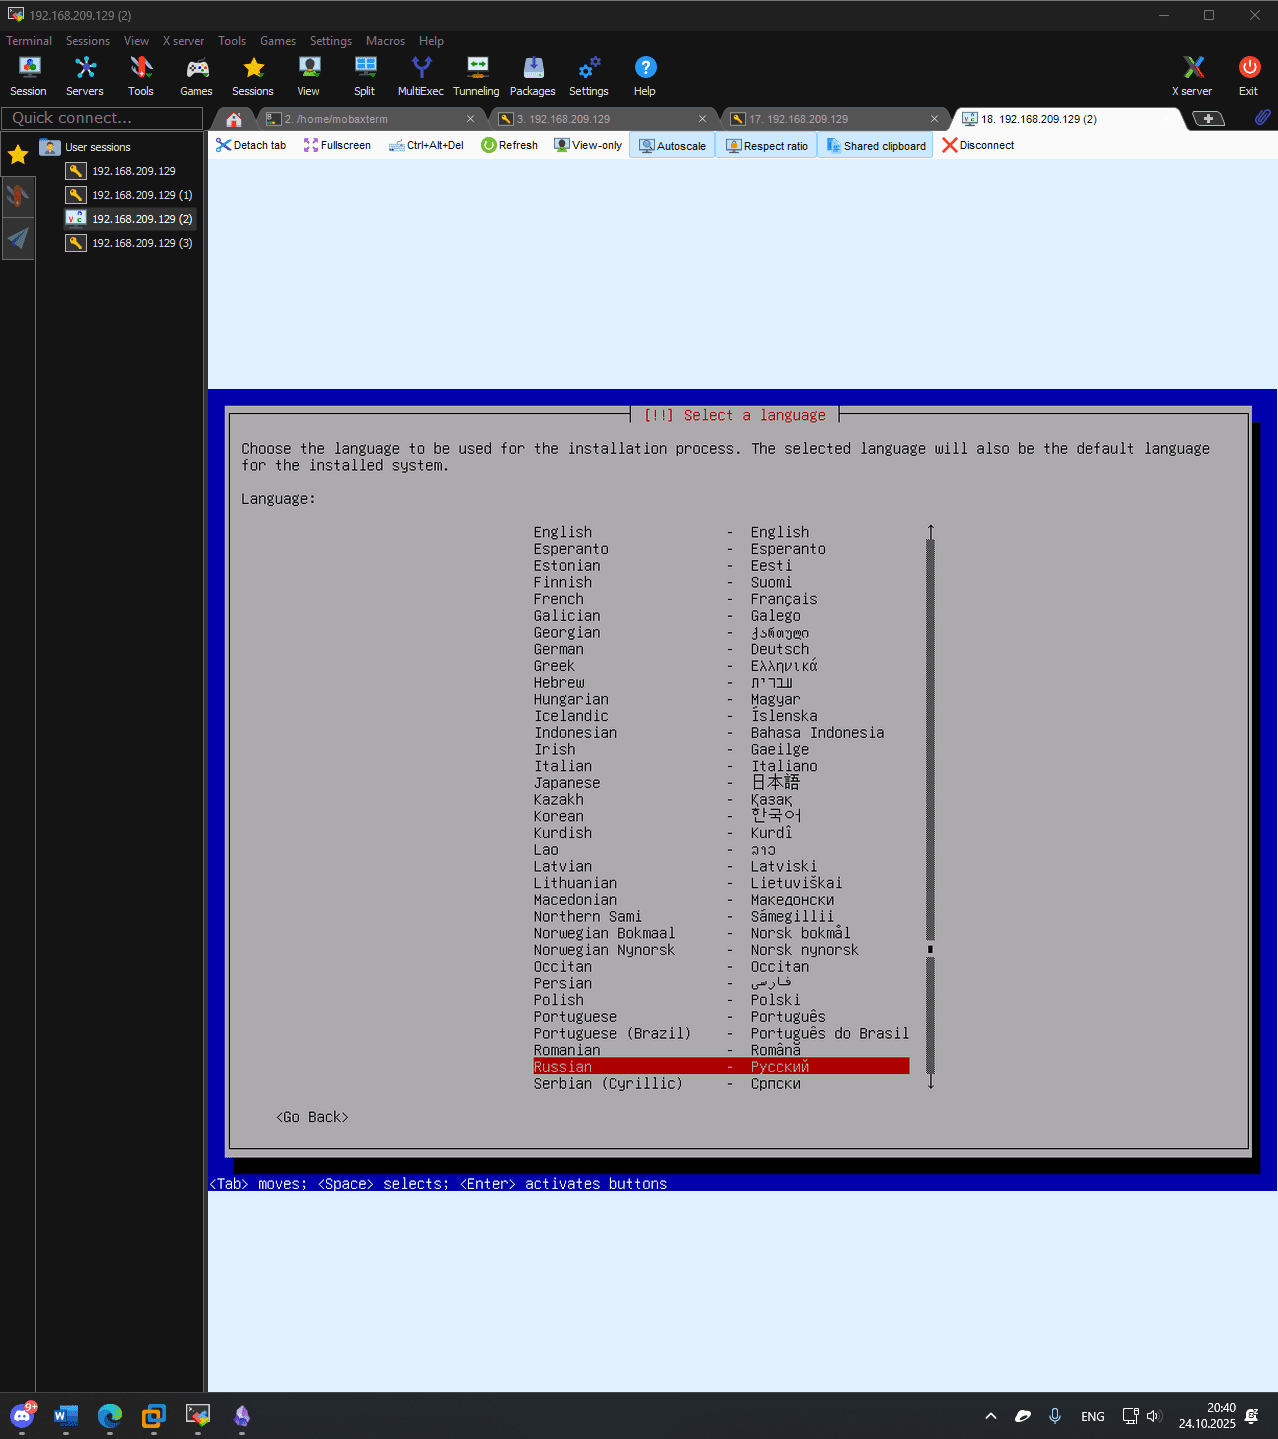 192.168.209.129 (2)
Terminal Sessions View X server Tools Games Settings Macros Help
Session Servers Tools Games Sessions View Split MultiExec Tunneling Packages Settings Help X server Exit
Quick connect...
2. /home/mobaxterm
3. 192.168.209.129
17. 192.168.209.129
18. 192.168.209.129 (2)
Detach tab Fullscreen Ctrl+Alt+Del Refresh View-only Autoscale Respect ratio Shared clipboard Disconnect
User sessions
192.168.209.129
192.168.209.129 (1)
192.168.209.129 (2)
192.168.209.129 (3)
[!!] Select a language
Choose the language to be used for the installation process. The selected language will also be the default language
for the installed system.
Language:
English - English
Esperanto - Esperanto
Estonian - Eesti
Finnish - Suomi
French - Français
Galician - Galego
Georgian - ქართული
German - Deutsch
Greek - Ελληνικά
Hebrew - עברית
Hungarian - Magyar
Icelandic - Íslenska
Indonesian - Bahasa Indonesia
Irish - Gaeilge
Italian - Italiano
Japanese - 日本語
Kazakh - Қазақ
Korean - 한국어
Kurdish - Kurdî
Lao - ລາວ
Latvian - Latviski
Lithuanian - Lietuviškai
Macedonian - Македонски
Northern Sami - Sámegillii
Norwegian Bokmaal - Norsk bokmål
Norwegian Nynorsk - Norsk nynorsk
Occitan - Occitan
Persian - فارسی
Polish - Polski
Portuguese - Português
Portuguese (Brazil) - Português do Brasil
Romanian - Română
Russian - Русский
Serbian (Cyrillic) - Српски
<Go Back>
<Tab> moves; <Space> selects; <Enter> activates buttons
9+
ENG
20:40
24.10.2025